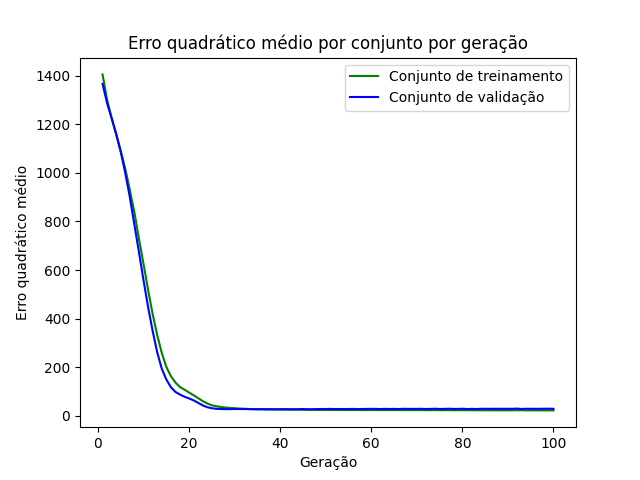 Erro quadrático médio por conjunto por geração
Conjunto de treinamento
Conjunto de validação
Erro quadrático médio
1400
1200
1000
800
600
400
200
0
0 20 40 60 80 100
Geração